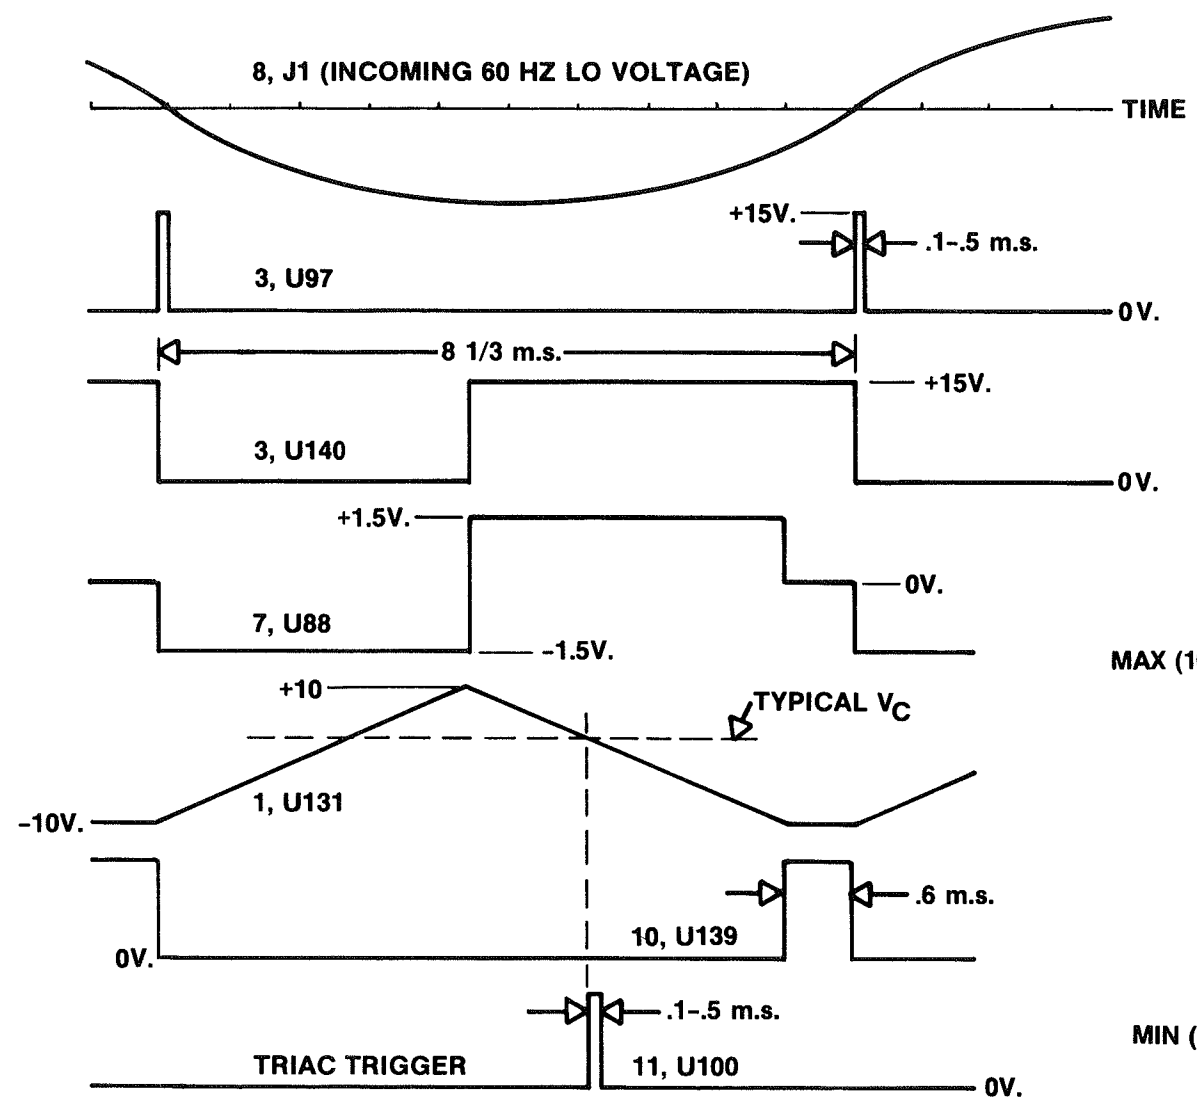 8, J1 (INCOMING 60 HZ LO VOLTAGE)
TIME
+15V.
.1-.5 m.s.
3, U97
0V.
8 1/3 m.s.
+15V.
3, U140
0V.
+1.5V.
0V.
7, U88
-1.5V.
MAX (1
+10
TYPICAL VC
1, U131
-10V.
.6 m.s.
10, U139
0V.
.1-.5 m.s.
MIN (
TRIAC TRIGGER
11, U100
0V.